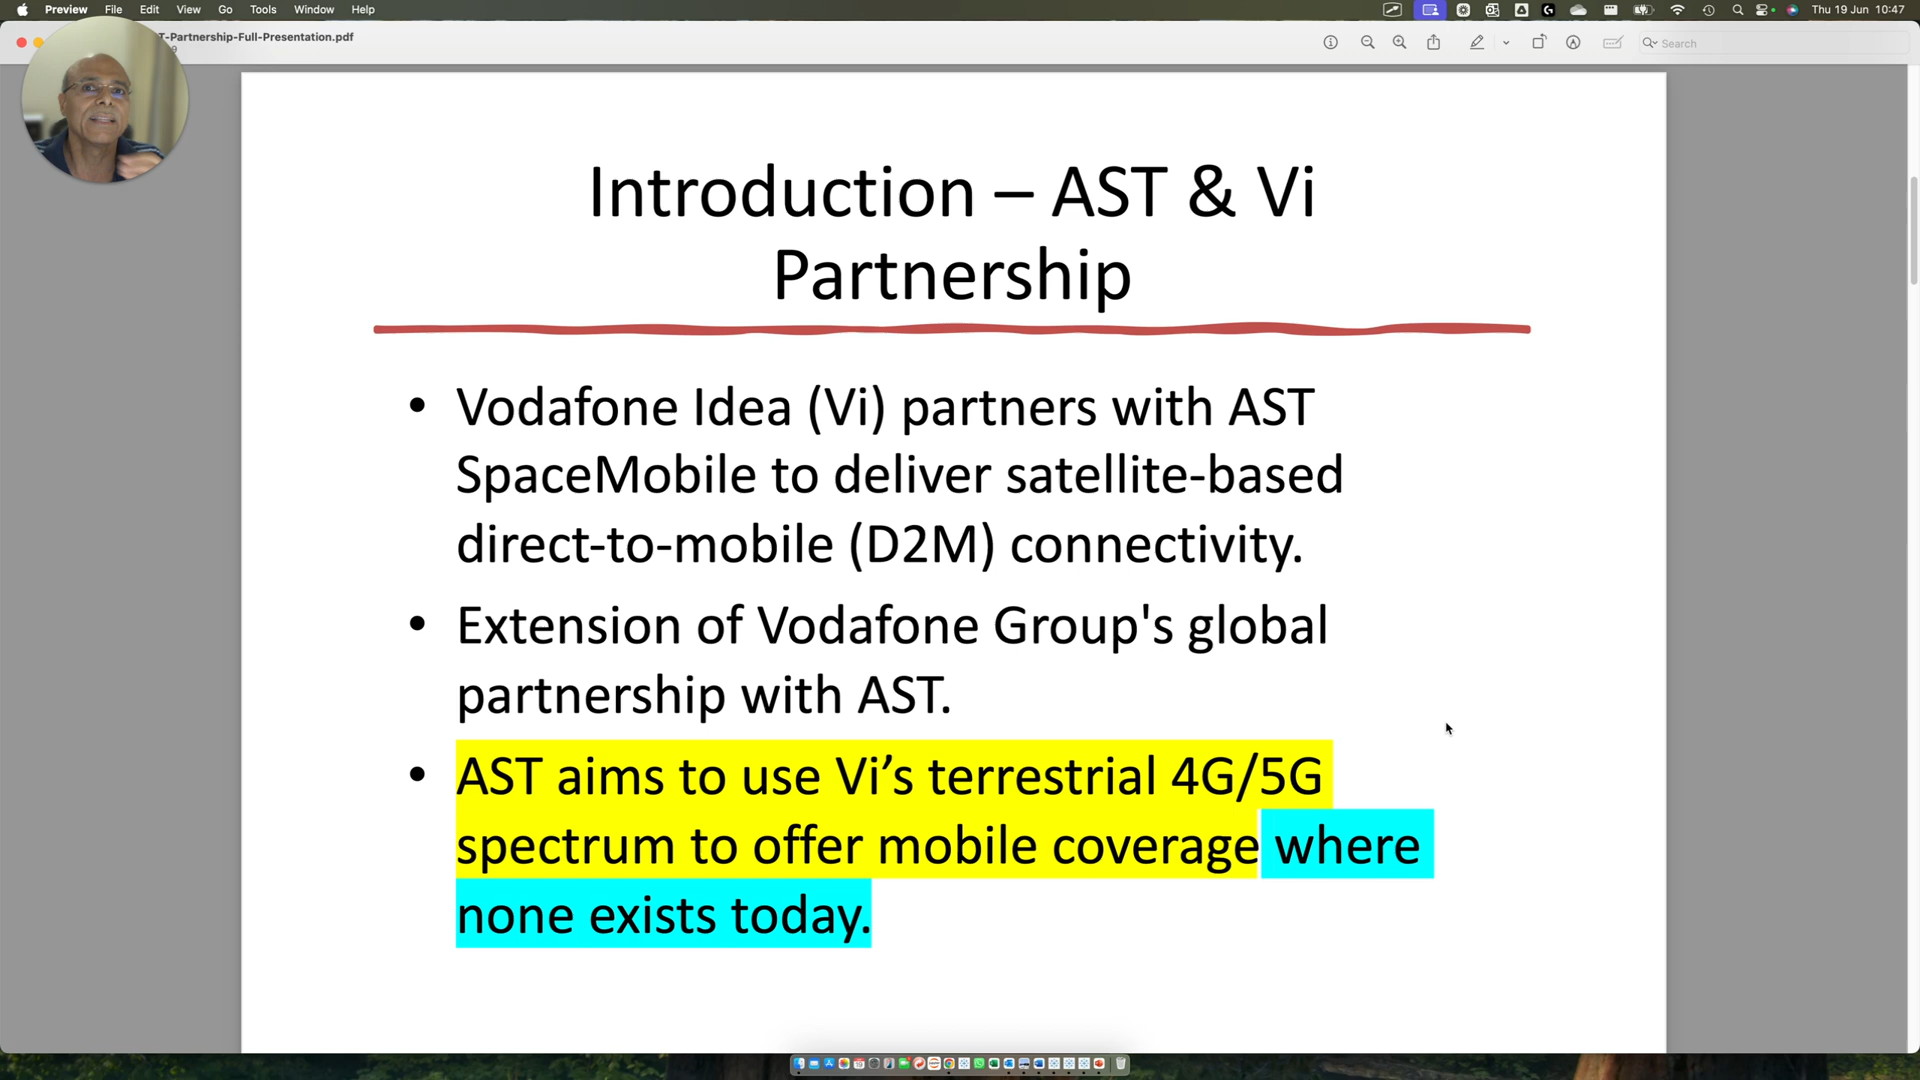 Preview File Edit View Go Tools Window Help Thu 19 Jun 10:47
T-Partnership-Full-Presentation.pdf
Search
Introduction – AST & Vi
Partnership
• Vodafone Idea (Vi) partners with AST
SpaceMobile to deliver satellite-based
direct-to-mobile (D2M) connectivity.
• Extension of Vodafone Group's global
partnership with AST.
• AST aims to use Vi’s terrestrial 4G/5G
spectrum to offer mobile coverage where
none exists today.